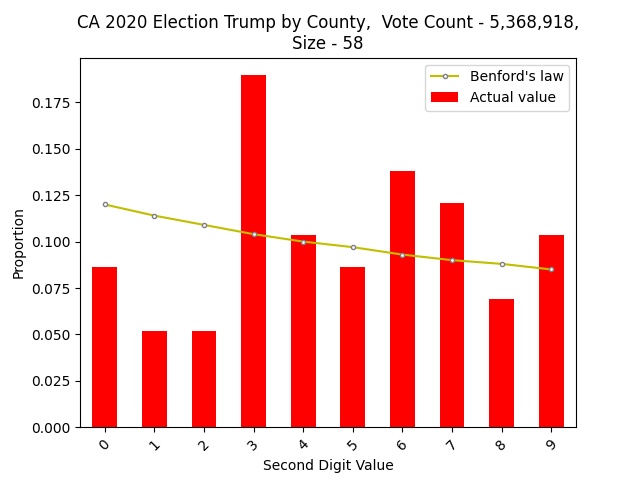 CA 2020 Election Trump by County,  Vote Count - 5,368,918,
Size - 58
Benford's law
Actual value
Proportion
0.175
0.150
0.125
0.100
0.075
0.050
0.025
0.000
0 1 2 3 4 5 6 7 8 9
Second Digit Value